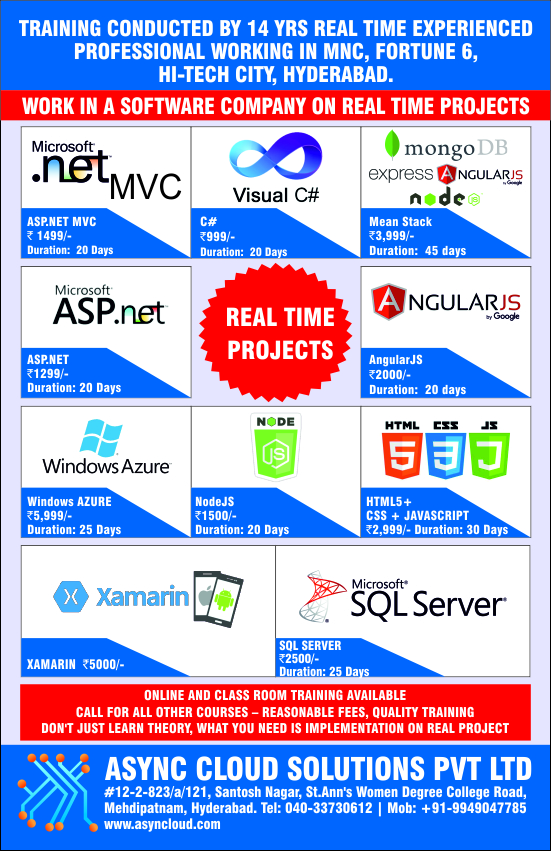 TRAINING CONDUCTED BY 14 YRS REAL TIME EXPERIENCED
PROFESSIONAL WORKING IN MNC, FORTUNE 6,
HI-TECH CITY, HYDERABAD.
WORK IN A SOFTWARE COMPANY ON REAL TIME PROJECTS
Microsoft®
.net MVC
ASP.NET MVC
₹ 1499/-
Duration: 20 Days
Visual C#
C#
₹999/-
Duration: 20 Days
mongoDB
express ANGULARJS
by Google
node JS
Mean Stack
₹3,999/-
Duration: 45 days
Microsoft®
ASP.net
ASP.NET
₹1299/-
Duration: 20 Days
REAL TIME
PROJECTS
ANGULARJS
by Google
AngularJS
₹2000/-
Duration: 20 days
Windows Azure™
Windows AZURE
₹5,999/-
Duration: 25 Days
NODE
JS
NodeJS
₹1500/-
Duration: 20 Days
HTML CSS JS
5 3
HTML5+
CSS + JAVASCRIPT
₹2,999/- Duration: 30 Days
Xamarin
XAMARIN ₹5000/-
Microsoft®
SQL Server®
SQL SERVER
₹2500/-
Duration: 25 Days
ONLINE AND CLASS ROOM TRAINING AVAILABLE
CALL FOR ALL OTHER COURSES – REASONABLE FEES, QUALITY TRAINING
DON'T JUST LEARN THEORY, WHAT YOU NEED IS IMPLEMENTATION ON REAL PROJECT
ASYNC CLOUD SOLUTIONS PVT LTD
#12-2-823/a/121, Santosh Nagar, St.Ann's Women Degree College Road,
Mehdipatnam, Hyderabad. Tel: 040-33730612 | Mob: +91-9949047785
www.asyncloud.com